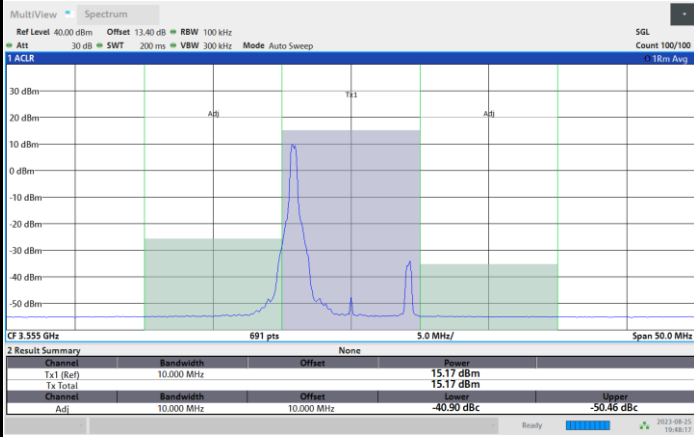 MultiView Spectrum
Ref Level 40.00 dBm Offset 13.40 dB RBW 100 kHz SGL
Att 30 dB SWT 200 ms VBW 300 kHz Mode Auto Sweep Count 100/100
1 ACLR 1Rm Avg
30 dBm
Tx1
20 dBm
Adj Adj
10 dBm
0 dBm
-10 dBm
-20 dBm
-30 dBm
-40 dBm
-50 dBm
CF 3.555 GHz 691 pts 5.0 MHz/ Span 50.0 MHz
2 Result Summary None
Channel Bandwidth Offset Power
Tx1 (Ref) 10.000 MHz 15.17 dBm
Tx Total 15.17 dBm
Channel Bandwidth Offset Lower Upper
Adj 10.000 MHz 10.000 MHz -40.90 dBc -50.46 dBc
Ready 2023-08-25
19:48:17